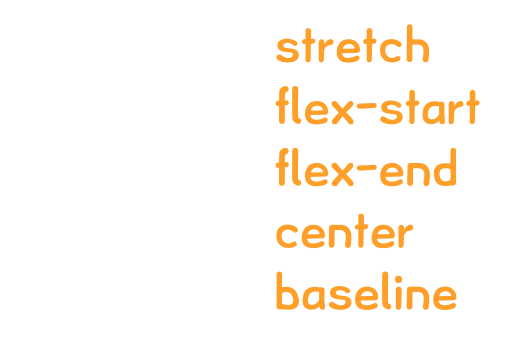 stretch
flex-start
flex-end
center
baseline